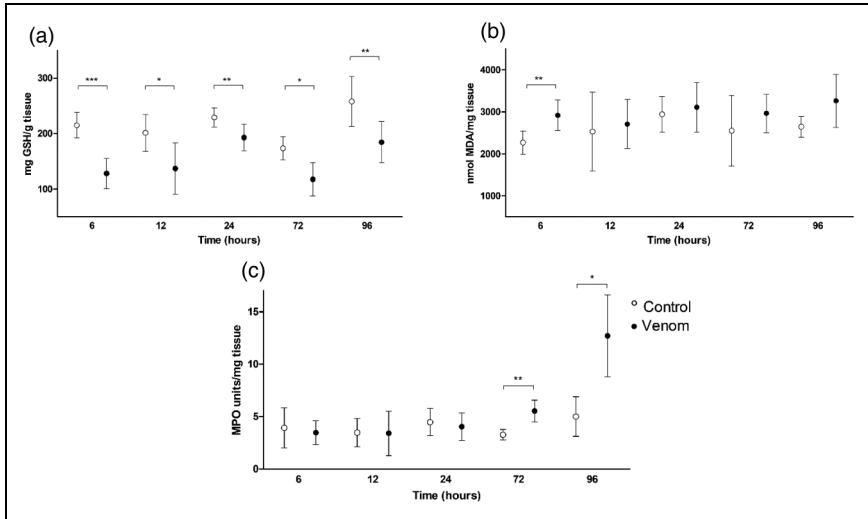 (a)
mg GSH/g tissue
300
200
100
***
*
**
*
**
6 12 24 72 96
Time (hours)
(b)
nmol MDA/mg tissue
4000
3000
2000
1000
**
6 12 24 72 96
Time (hours)
(c)
MPO units/mg tissue
15
10
5
0
**
*
6 12 24 72 96
Time (hours)
Control
Venom